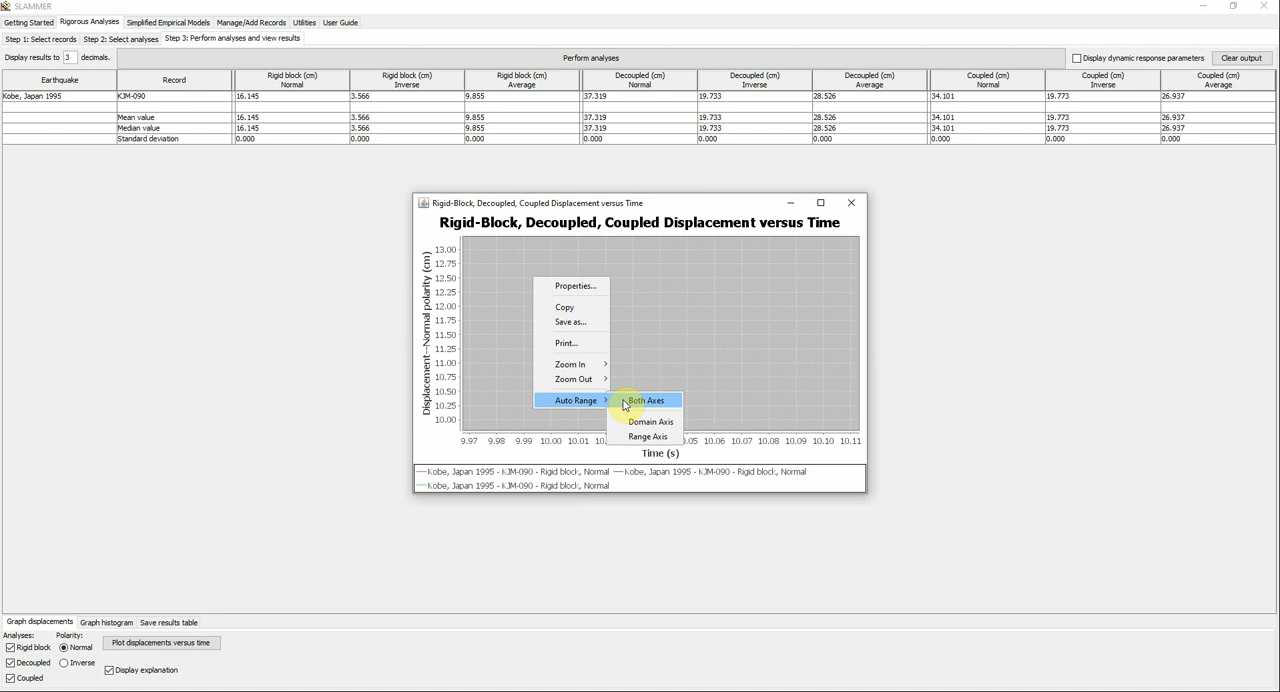 SLAMMER
Getting Started Rigorous Analyses Simplified Empirical Models Manage/Add Records Utilities User Guide
Step 1: Select records Step 2: Select analyses Step 3: Perform analyses and view results
Display results to 3 decimals. Perform analyses Display dynamic response parameters Clear output
Earthquake Record Rigid block (cm) Normal Rigid block (cm) Inverse Rigid block (cm) Average Decoupled (cm) Normal Decoupled (cm) Inverse Decoupled (cm) Average Coupled (cm) Normal Coupled (cm) Inverse Coupled (cm) Average
Kobe, Japan 1995 KJM-090 16.145 3.566 9.855 37.319 19.733 28.526 34.101 19.773 26.937
Mean value 16.145 3.566 9.855 37.319 19.733 28.526 34.101 19.773 26.937
Median value 16.145 3.566 9.855 37.319 19.733 28.526 34.101 19.773 26.937
Standard deviation 0.000 0.000 0.000 0.000 0.000 0.000 0.000 0.000 0.000
Rigid-Block, Decoupled, Coupled Displacement versus Time
Rigid-Block, Decoupled, Coupled Displacement versus Time
Displacement--Normal polarity (cm)
13.00
12.75
12.50
12.25
12.00
11.75
11.50
11.25
11.00
10.75
10.50
10.25
10.00
Properties...
Copy
Save as...
Print...
Zoom In
Zoom Out
Auto Range
Both Axes
Domain Axis
Range Axis
9.97 9.98 9.99 10.00 10.01 .05 10.06 10.07 10.08 10.09 10.10 10.11
Time (s)
Kobe, Japan 1995 - KJM-090 - Rigid block, Normal Kobe, Japan 1995 - KJM-090 - Rigid block, Normal
Kobe, Japan 1995 - KJM-090 - Rigid block, Normal
Graph displacements Graph histogram Save results table
Analyses: Polarity: Plot displacements versus time
Rigid block Normal
Decoupled Inverse Display explanation
Coupled